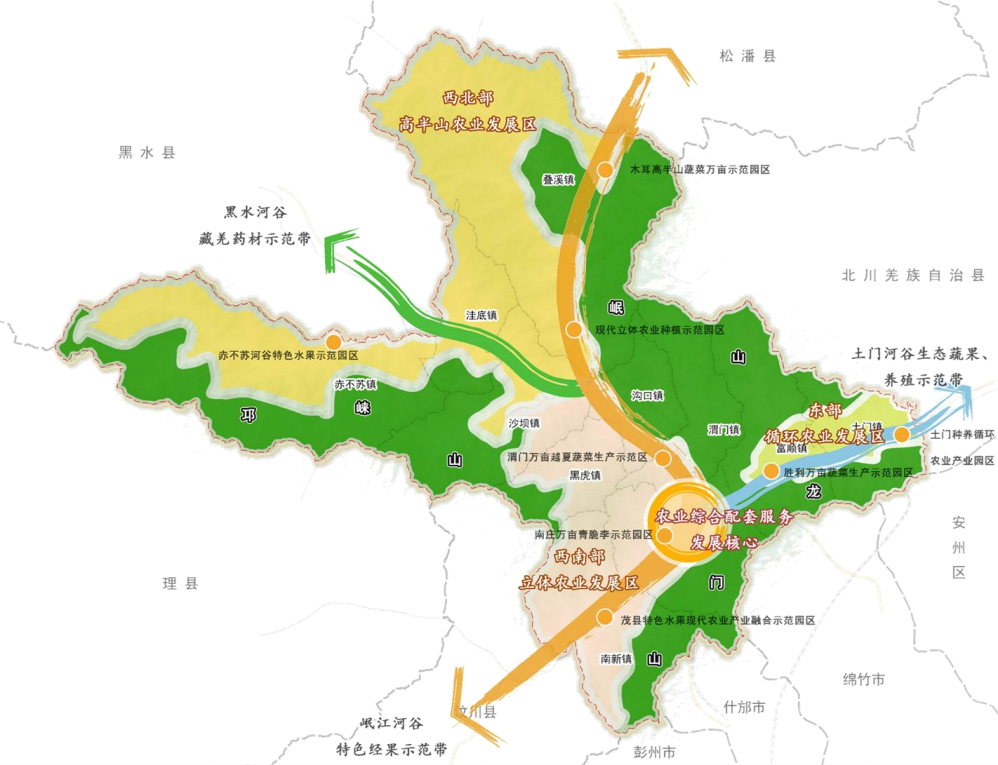 松潘县
西北部
高半山农业发展区
黑水县
木耳高半山蔬菜万亩示范园区
叠溪镇
黑水河谷
藏羌药材示范带
北川羌族自治县
岷
洼底镇
现代立体农业种植示范园区
山
赤不苏河谷特色水果示范园区
土门河谷生态蔬果、
养殖示范带
赤不苏镇
沟口镇
邛
崃
东部
沙坝镇
渭门镇
土门镇
循环农业发展区
土门种养循环
农业产业园区
富顺镇
山
渭门万亩越夏蔬菜生产示范区
胜利万亩蔬菜生产示范园区
黑虎镇
龙
农业综合配套服务
发展核心
南庄万亩青脆李示范园区
安州区
西南部
立体农业发展区
理县
门
茂县特色水果现代农业产业融合示范园区
南新镇
山
绵竹市
汶川县
什邡市
岷江河谷
特色经果示范带
彭州市